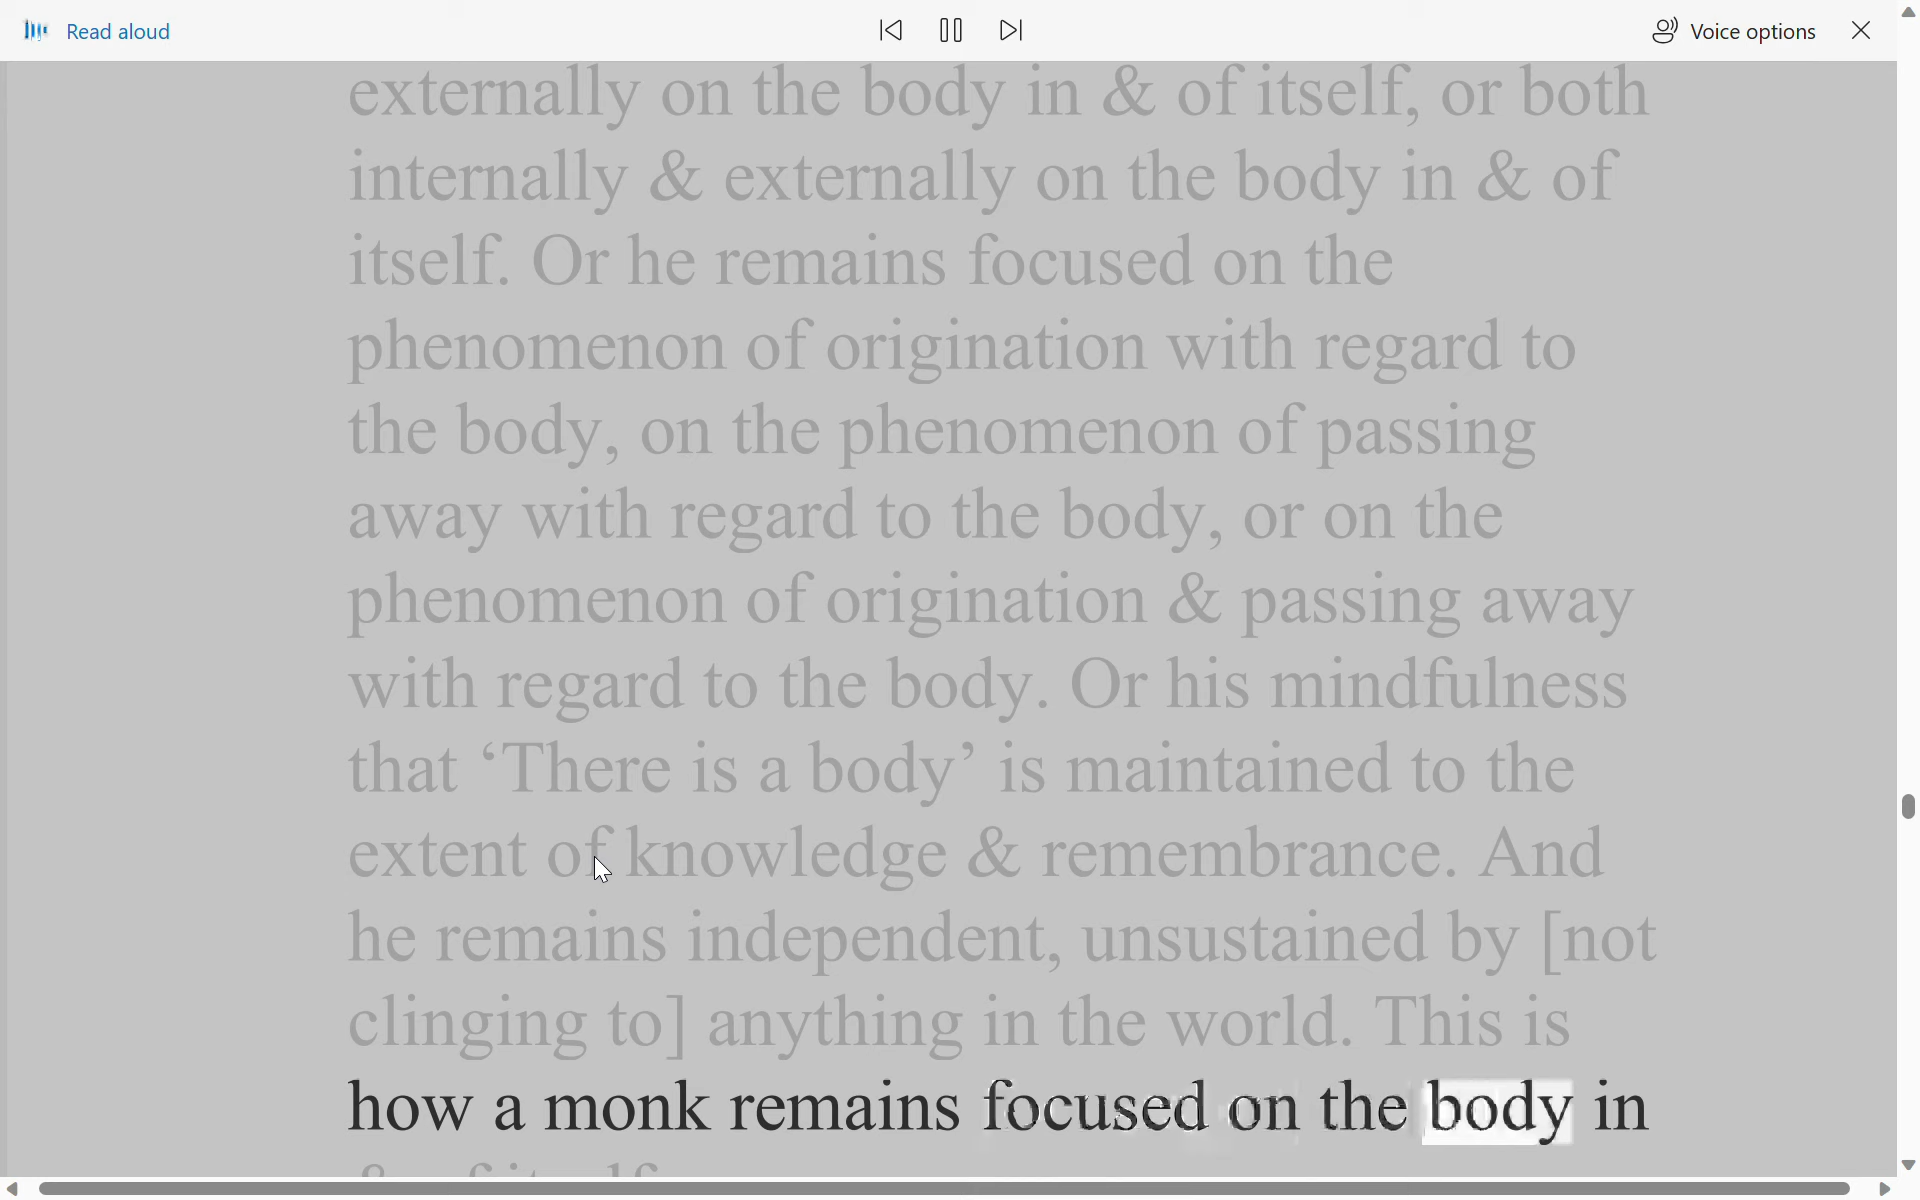 Read aloud
Voice options
externally on the body in & of itself, or both
internally & externally on the body in & of
itself. Or he remains focused on the
phenomenon of origination with regard to
the body, on the phenomenon of passing
away with regard to the body, or on the
phenomenon of origination & passing away
with regard to the body. Or his mindfulness
that ‘There is a body’ is maintained to the
extent of knowledge & remembrance. And
he remains independent, unsustained by [not
clinging to] anything in the world. This is
how a monk remains focused on the body in